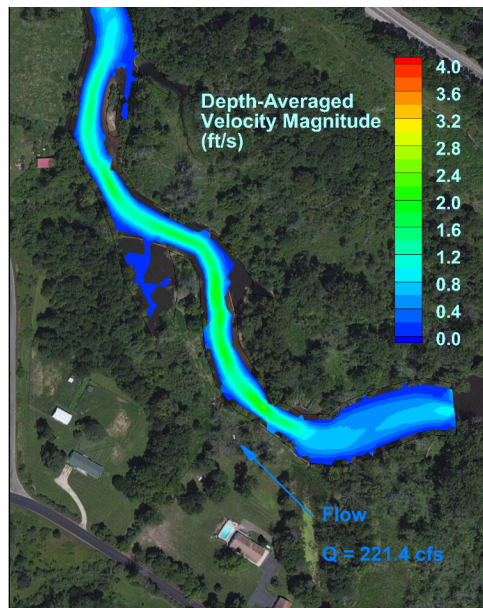 Depth-Averaged
Velocity Magnitude
(ft/s)
4.0
3.6
3.2
2.8
2.4
2.0
1.6
1.2
0.8
0.4
0.0
Flow
Q = 221.4 cfs